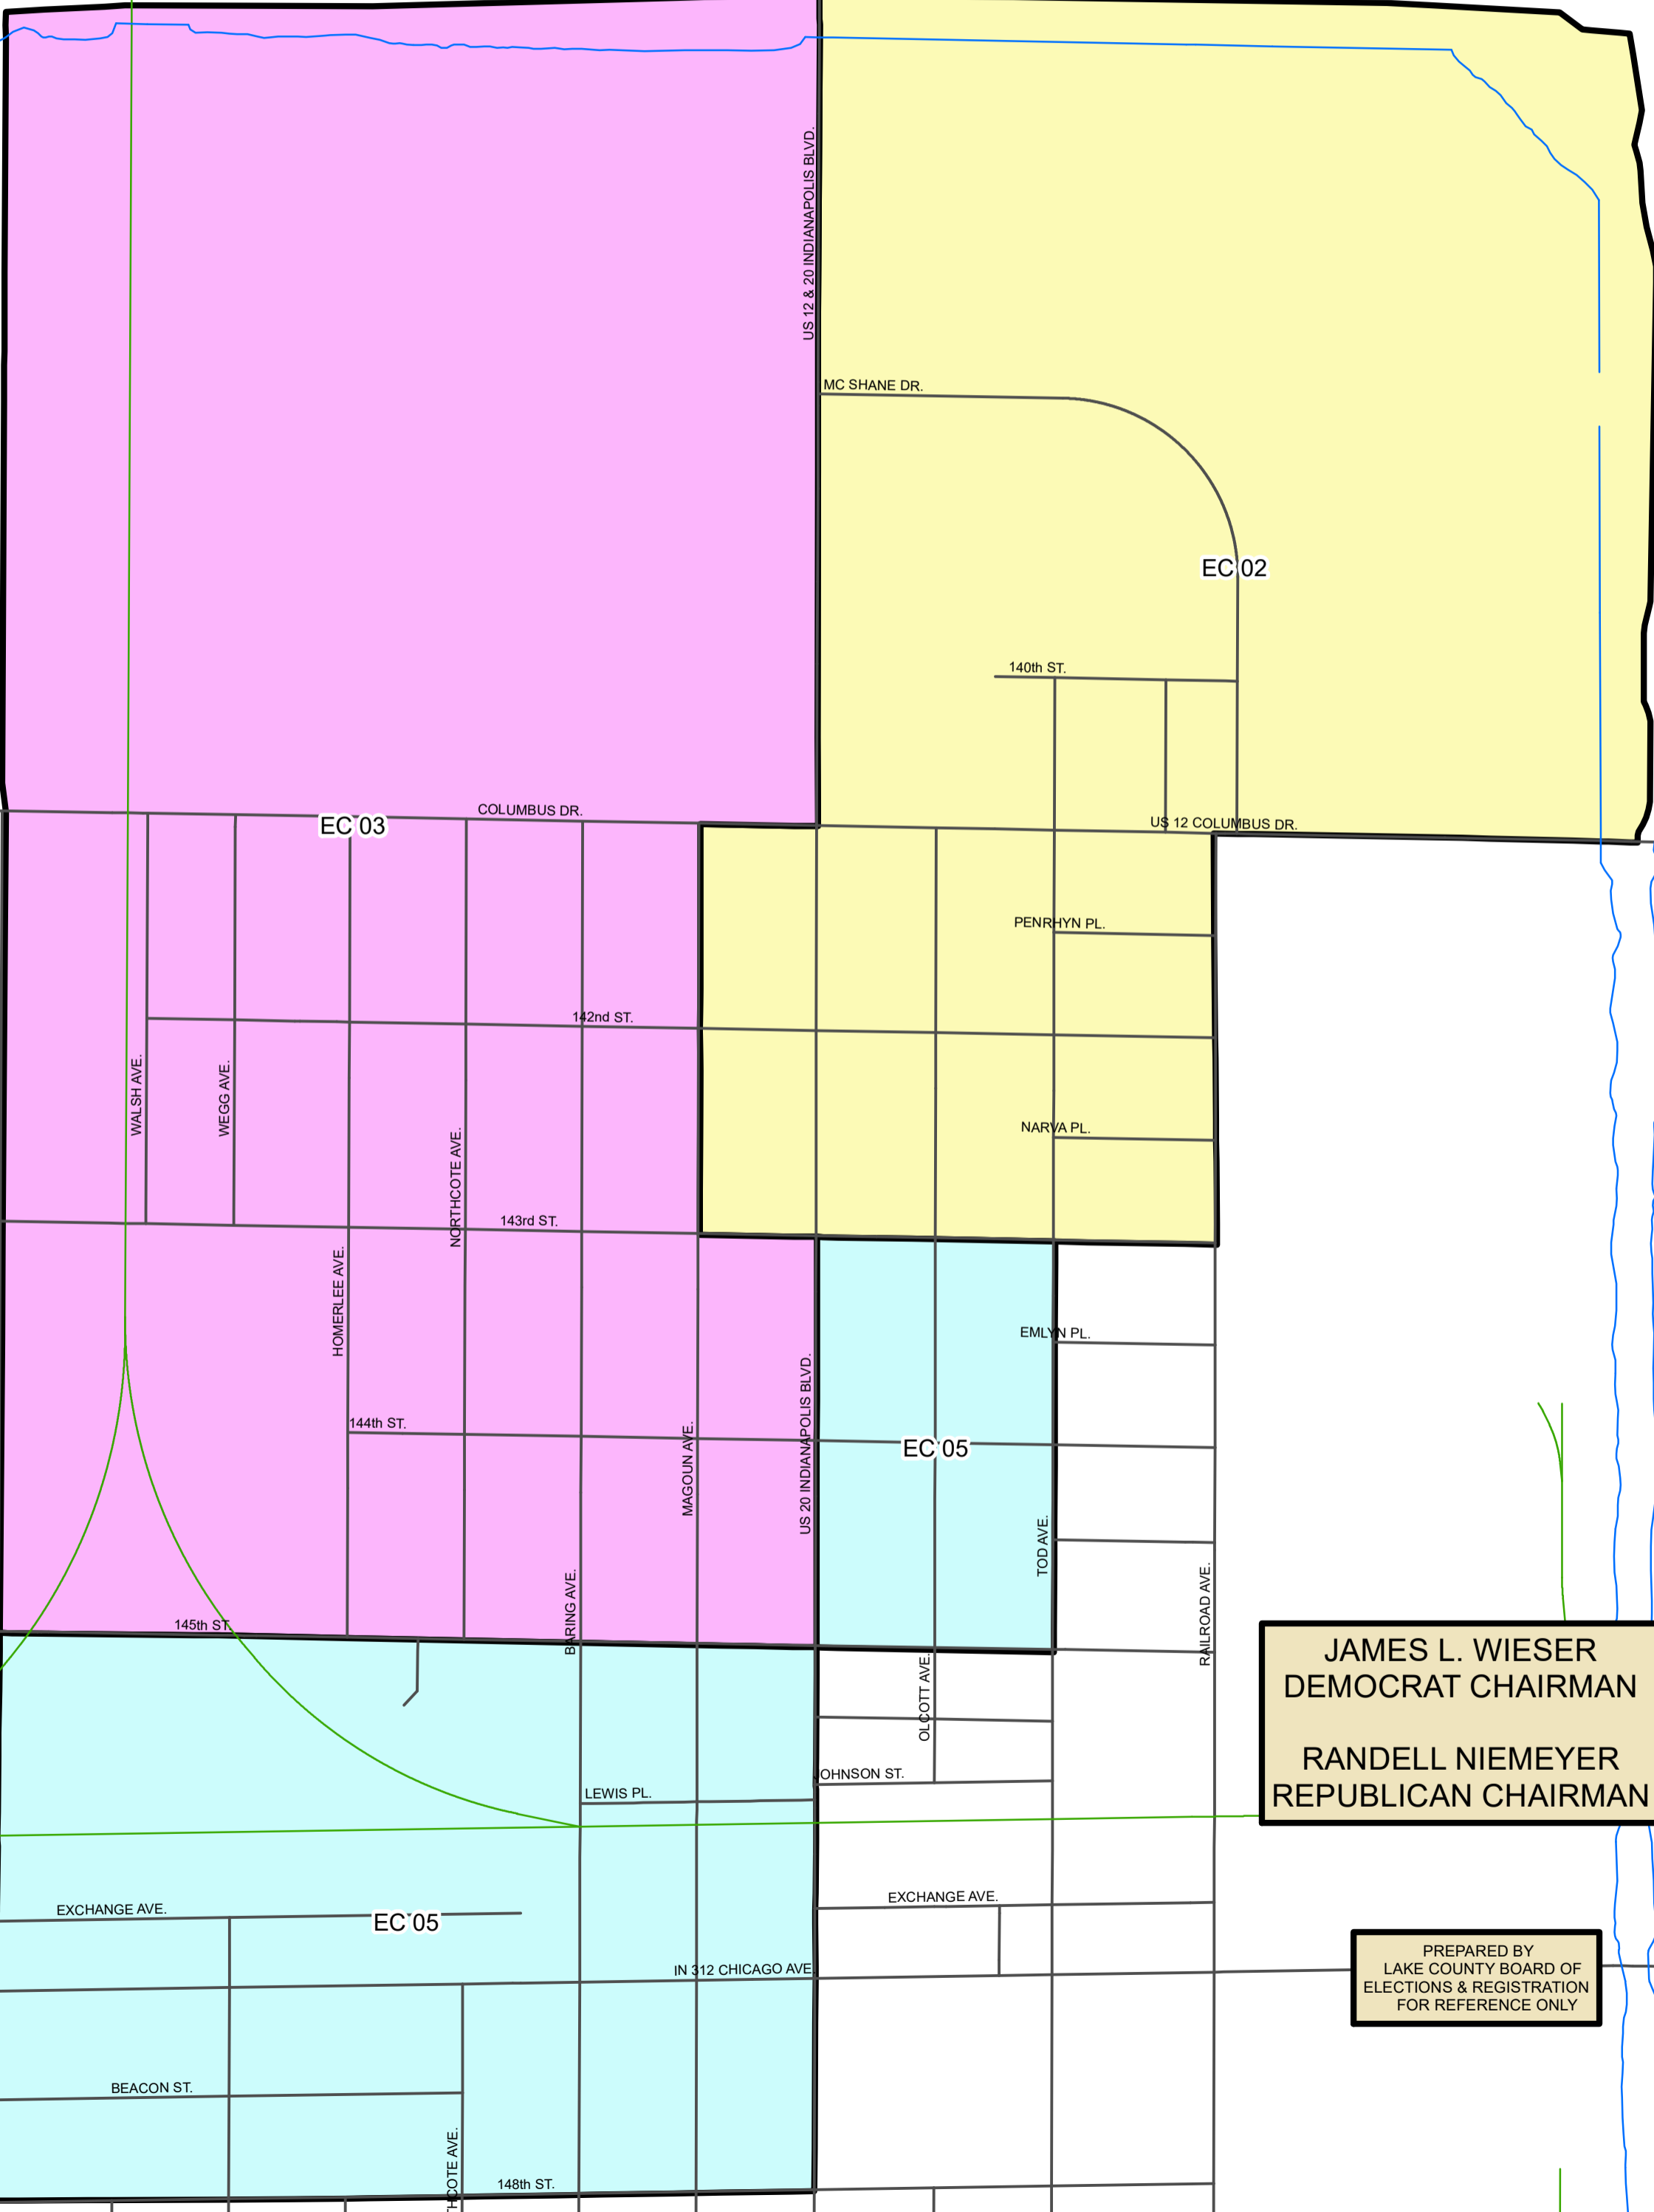 US 12 & 20 INDIANAPOLIS BLVD.
MC SHANE DR.
EC 02
140th ST.
COLUMBUS DR.
EC 03
US 12 COLUMBUS DR.
PENRHYN PL.
142nd ST.
WALSH AVE.
WEGG AVE.
NARVA PL.
NORTHCOTE AVE.
143rd ST.
HOMERLEE AVE.
EMLYN PL.
144th ST.
MAGOUN AVE.
US 20 INDIANAPOLIS BLVD.
EC 05
TOD AVE.
BARING AVE.
RAILROAD AVE.
145th ST.
OLCOTT AVE.
JAMES L. WIESER
DEMOCRAT CHAIRMAN
RANDELL NIEMEYER
REPUBLICAN CHAIRMAN
OHNSON ST.
LEWIS PL.
EXCHANGE AVE.
EXCHANGE AVE.
EC 05
IN 312 CHICAGO AVE.
PREPARED BY
LAKE COUNTY BOARD OF
ELECTIONS & REGISTRATION
FOR REFERENCE ONLY
BEACON ST.
THCOTE AVE.
148th ST.